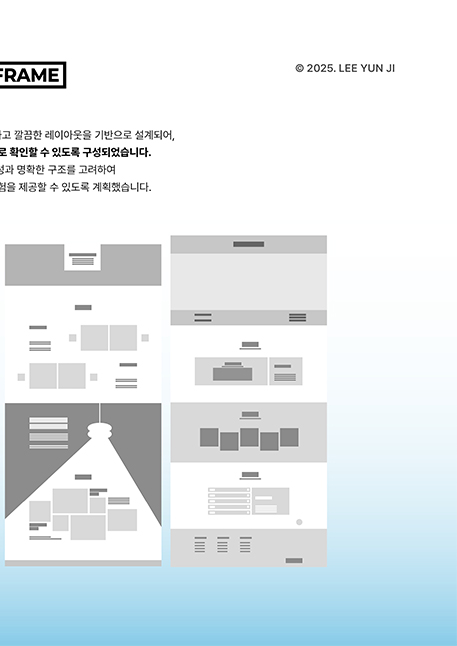 © 2025. LEE YUN JI
FRAME
하고 깔끔한 레이아웃을 기반으로 설계되어,
로 확인할 수 있도록 구성되었습니다.
성과 명확한 구조를 고려하여
험을 제공할 수 있도록 계획했습니다.